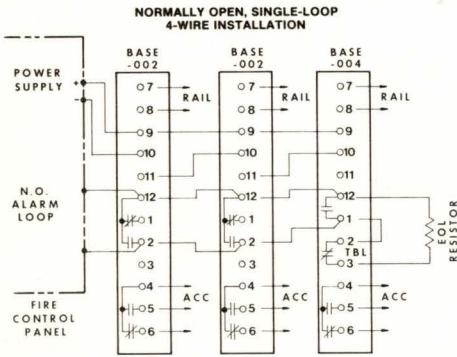 NORMALLY OPEN, SINGLE-LOOP
4-WIRE INSTALLATION
BASE
-002
BASE
-002
BASE
-004
POWER
SUPPLY
+
-
N.O.
ALARM
LOOP
FIRE
CONTROL
PANEL
7
8
9
10
11
12
1
2
3
4
5
6
RAIL
ACC
7
8
9
10
11
12
1
2
3
4
5
6
RAIL
ACC
7
8
9
10
11
12
1
2
TBL
3
4
5
6
RAIL
ACC
EOL
RESISTOR